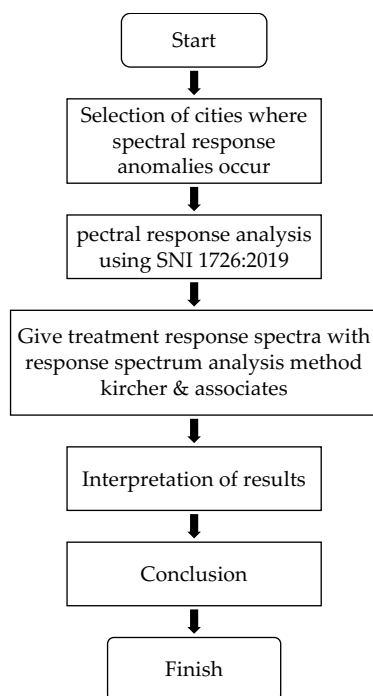 Start
Selection of cities where
spectral response
anomalies occur
pectral response analysis
using SNI 1726:2019
Give treatment response spectra with
response spectrum analysis method
kircher & associates
Interpretation of results
Conclusion
Finish